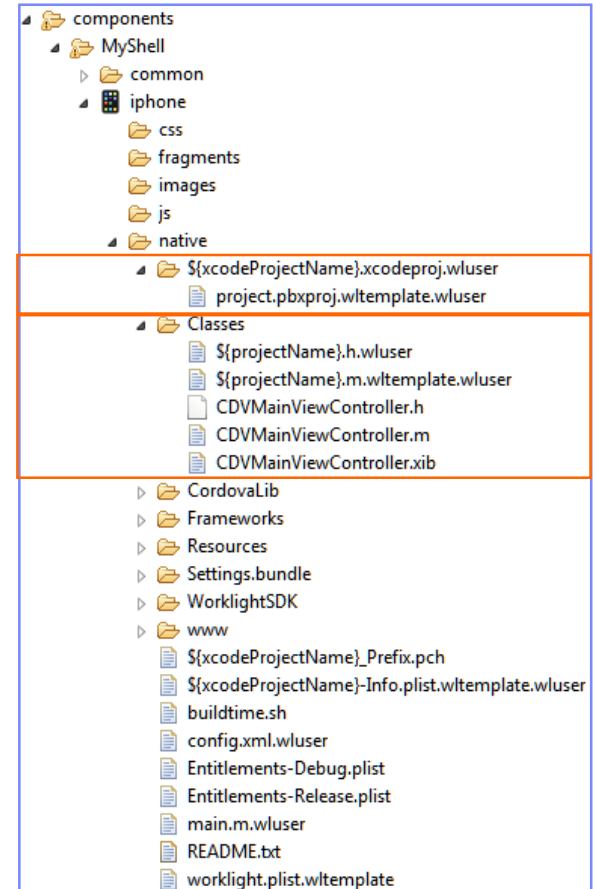 components
MyShell
common
iphone
css
fragments
images
js
native
${xcodeProjectName}.xcodeproj.wluser
project.pbxproj.wltemplate.wluser
Classes
${projectName}.h.wluser
${projectName}.m.wltemplate.wluser
CDVMainViewController.h
CDVMainViewController.m
CDVMainViewController.xib
CordovaLib
Frameworks
Resources
Settings.bundle
WorklightSDK
www
${xcodeProjectName}_Prefix.pch
${xcodeProjectName}-Info.plist.wltemplate.wluser
buildtime.sh
config.xml.wluser
Entitlements-Debug.plist
Entitlements-Release.plist
main.m.wluser
README.txt
worklight.plist.wltemplate